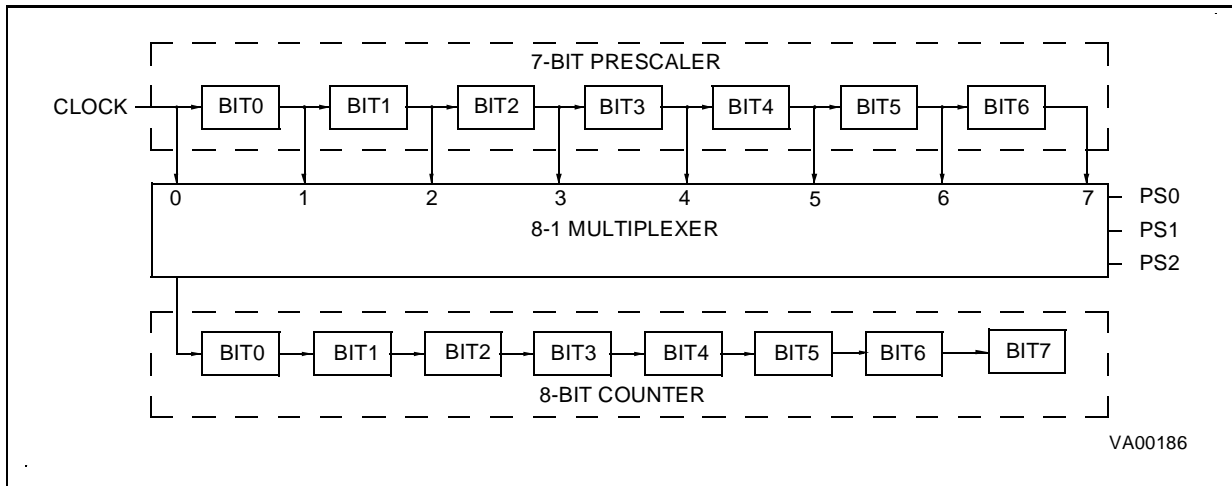 7-BIT PRESCALER
CLOCK BIT0 BIT1 BIT2 BIT3 BIT4 BIT5 BIT6
0 1 2 3 4 5 6 7 PS0
8-1 MULTIPLEXER PS1
PS2
BIT0 BIT1 BIT2 BIT3 BIT4 BIT5 BIT6 BIT7
8-BIT COUNTER
VA00186